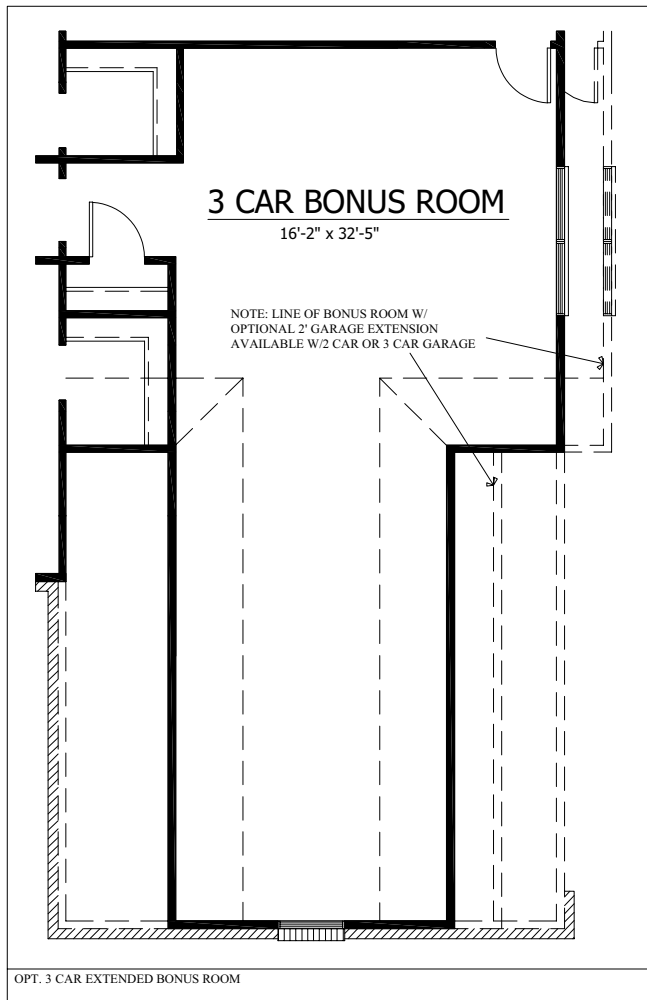 3 CAR BONUS ROOM
16'-2" x 32'-5"
NOTE: LINE OF BONUS ROOM W/
OPTIONAL 2' GARAGE EXTENSION
AVAILABLE W/2 CAR OR 3 CAR GARAGE
OPT. 3 CAR EXTENDED BONUS ROOM